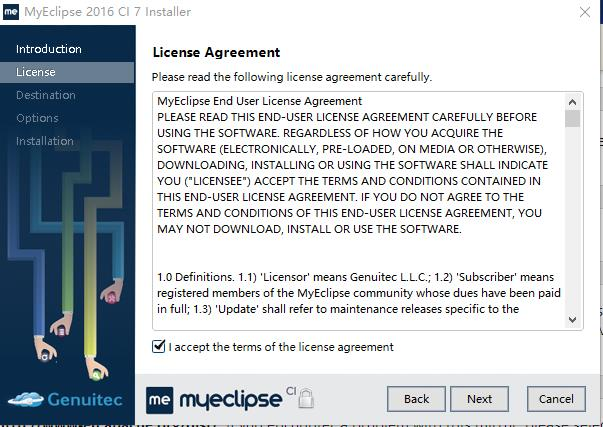 MyEclipse 2016 CI 7 Installer
Introduction
License
Destination
Options
Installation
License Agreement
Please read the following license agreement carefully.
MyEclipse End User License Agreement
PLEASE READ THIS END-USER LICENSE AGREEMENT CAREFULLY BEFORE
USING THE SOFTWARE. REGARDLESS OF HOW YOU ACQUIRE THE
SOFTWARE (ELECTRONICALLY, PRE-LOADED, ON MEDIA OR OTHERWISE),
DOWNLOADING, INSTALLING OR USING THE SOFTWARE SHALL INDICATE
YOU ("LICENSEE") ACCEPT THE TERMS AND CONDITIONS CONTAINED IN
THIS END-USER LICENSE AGREEMENT. IF YOU DO NOT AGREE TO THE
TERMS AND CONDITIONS OF THIS END-USER LICENSE AGREEMENT, YOU
MAY NOT DOWNLOAD, INSTALL OR USE THE SOFTWARE.
1.0 Definitions. 1.1) 'Licensor' means Genuitec L.L.C.; 1.2) 'Subscriber' means
registered members of the MyEclipse community whose dues have been paid
in full; 1.3) 'Update' shall refer to maintenance releases specific to the
I accept the terms of the license agreement
Genuitec
me myeclipse CI
Back
Next
Cancel